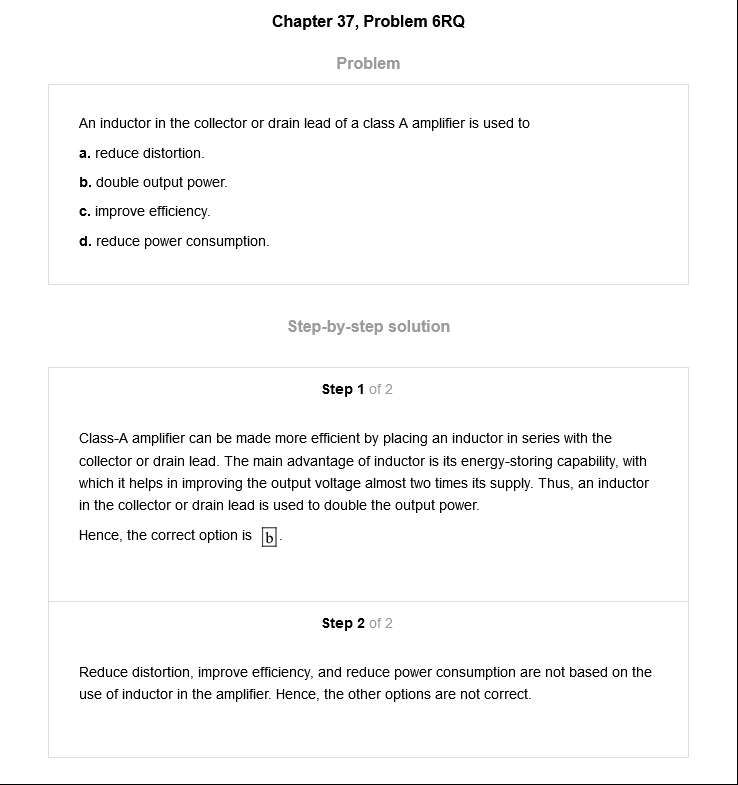 Chapter 37, Problem 6RQ
Problem
An inductor in the collector or drain lead of a class A amplifier is used to
a. reduce distortion.
b. double output power.
c. improve efficiency.
d. reduce power consumption.
Step-by-step solution
Step 1 of 2
Class-A amplifier can be made more efficient by placing an inductor in series with the
collector or drain lead. The main advantage of inductor is its energy-storing capability, with
which it helps in improving the output voltage almost two times its supply. Thus, an inductor
in the collector or drain lead is used to double the output power.
Hence, the correct option is b.
Step 2 of 2
Reduce distortion, improve efficiency, and reduce power consumption are not based on the
use of inductor in the amplifier. Hence, the other options are not correct.